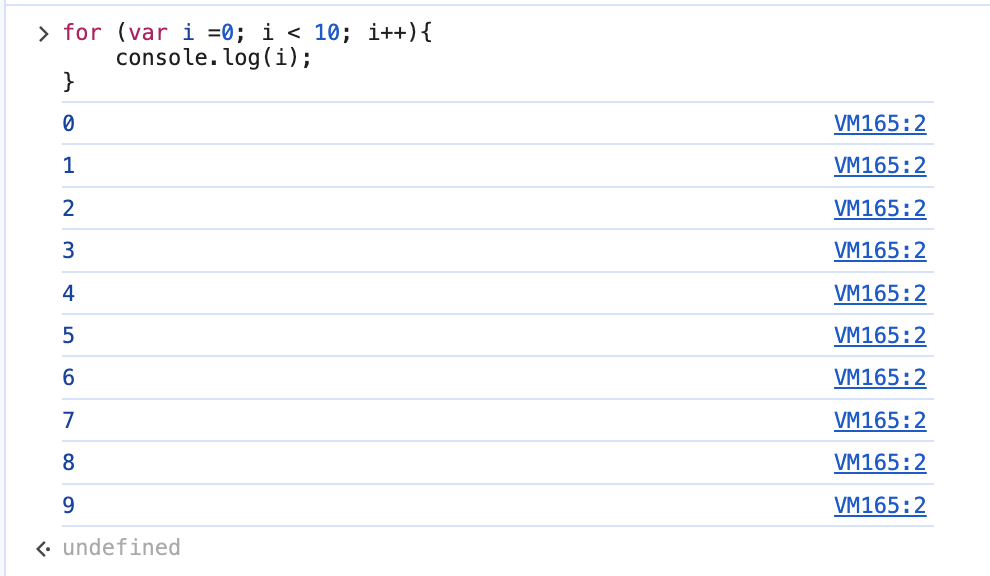 for (var i =0; i < 10; i++){
    console.log(i);
}
0 VM165:2
1 VM165:2
2 VM165:2
3 VM165:2
4 VM165:2
5 VM165:2
6 VM165:2
7 VM165:2
8 VM165:2
9 VM165:2
undefined